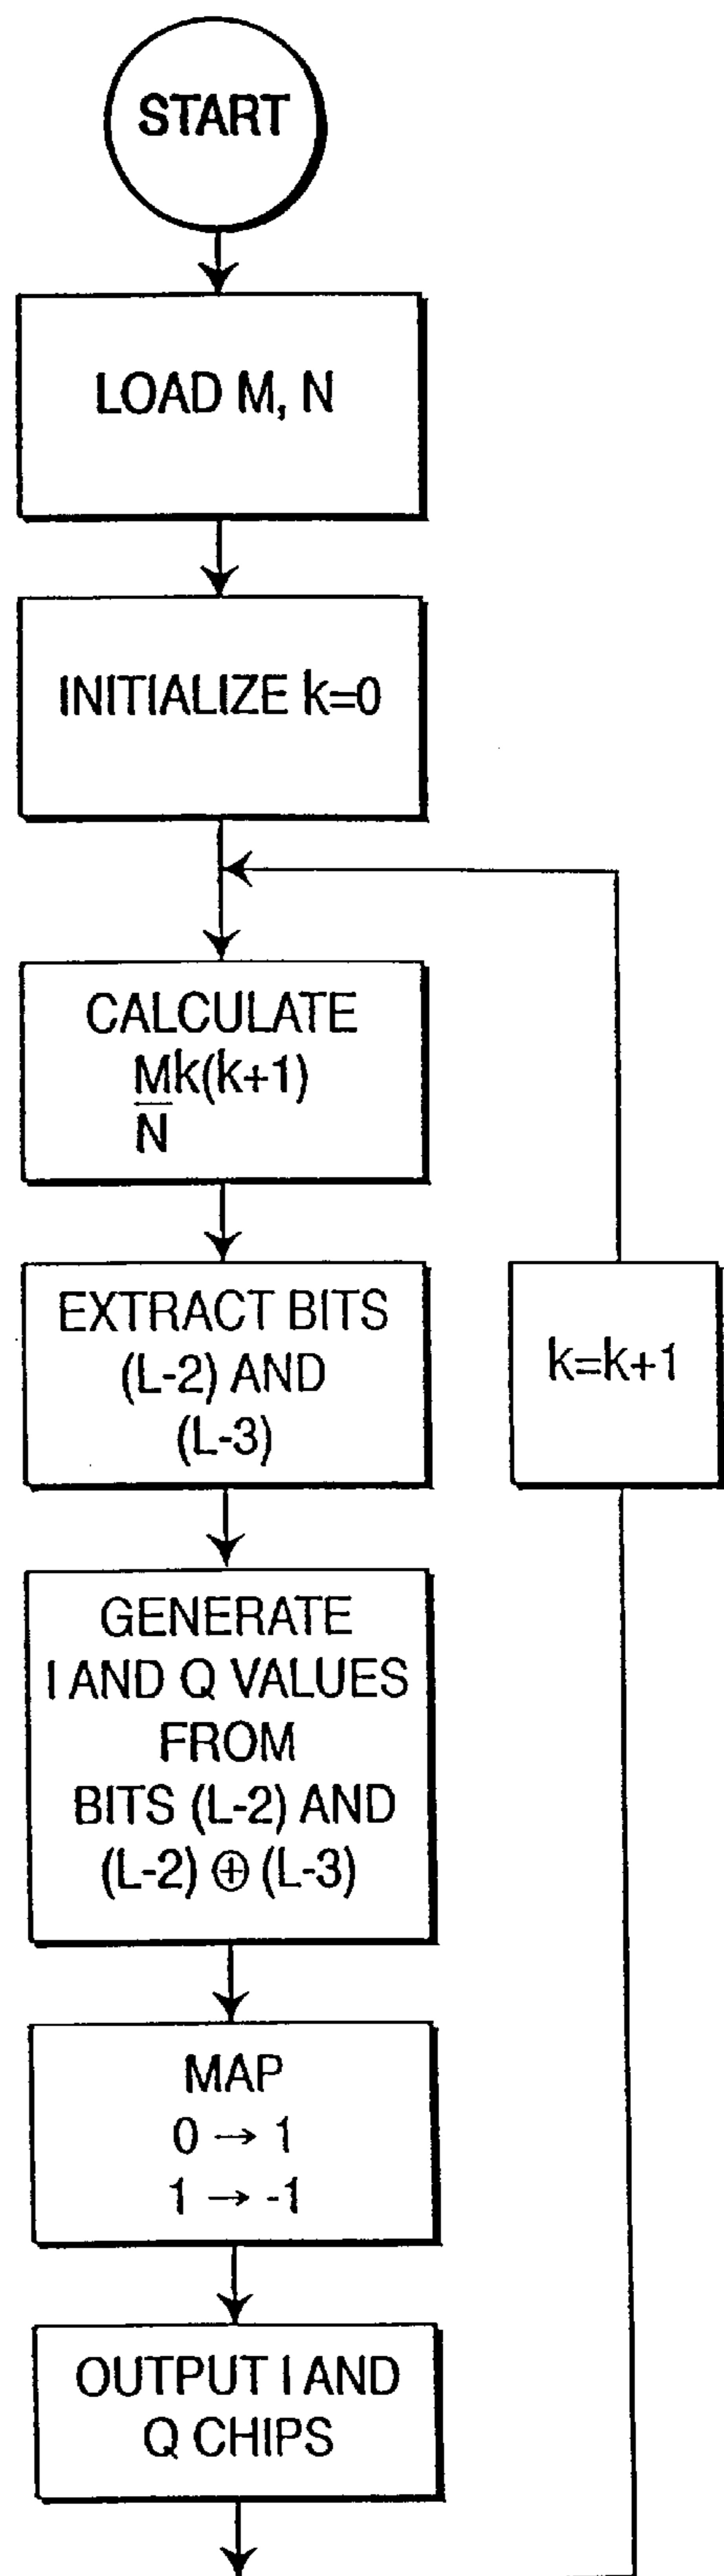 START
LOAD M, N
INITIALIZE k=0
CALCULATE
Mk(k+1)
N
EXTRACT BITS
(L-2) AND
(L-3)
k=k+1
GENERATE
I AND Q VALUES
FROM
BITS (L-2) AND
(L-2) ⊕ (L-3)
MAP
0 → 1
1 → -1
OUTPUT I AND
Q CHIPS